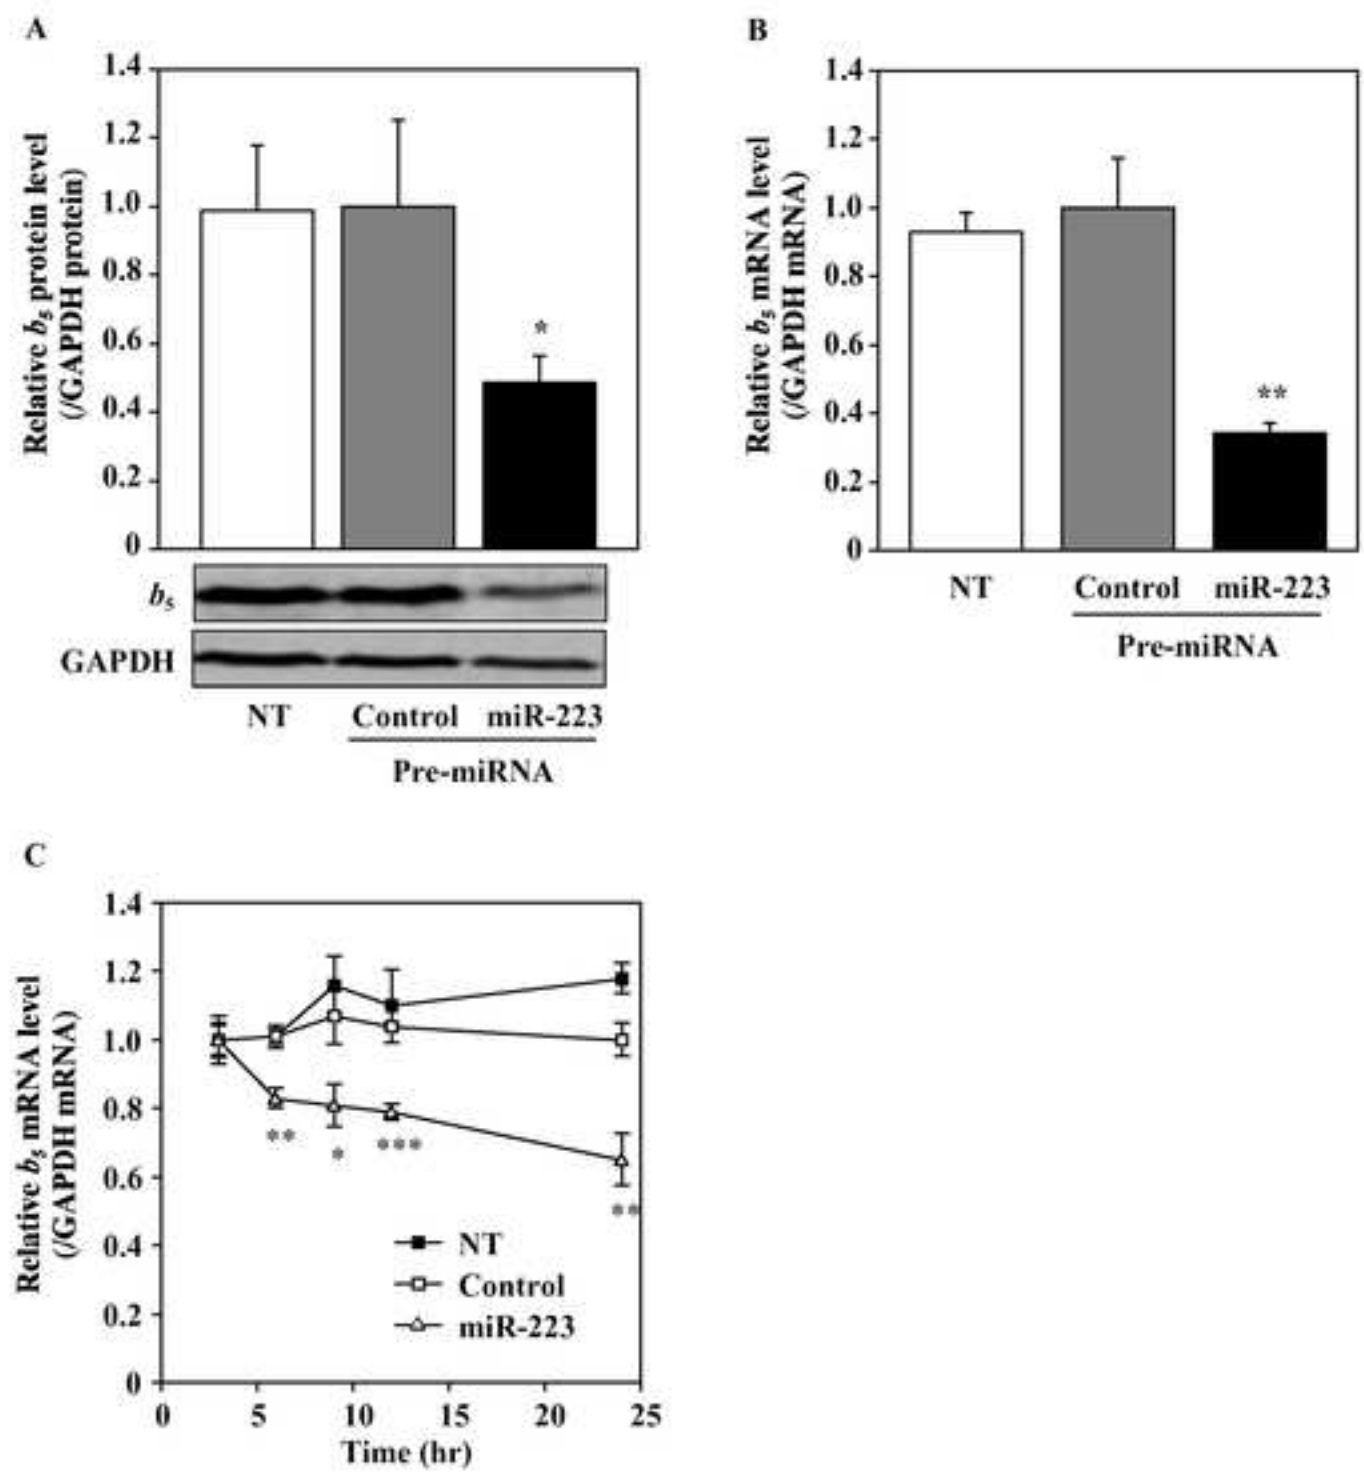 A
Relative b5 protein level
(/GAPDH protein)
1.4
1.2
1.0
0.8
0.6
0.4
0.2
0
*
b5
GAPDH
NT Control miR-223
Pre-miRNA
B
Relative b5 mRNA level
(/GAPDH mRNA)
1.4
1.2
1.0
0.8
0.6
0.4
0.2
0
**
NT Control miR-223
Pre-miRNA
C
Relative b5 mRNA level
(/GAPDH mRNA)
1.4
1.2
1.0
0.8
0.6
0.4
0.2
0
** * *** **
NT
Control
miR-223
0 5 10 15 20 25
Time (hr)